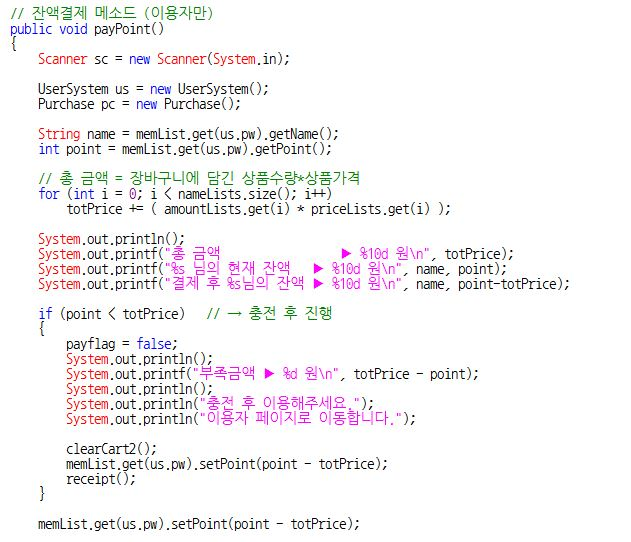 // 잔액결제 메소드 (이용자만)
public void payPoint()
{
    Scanner sc = new Scanner(System.in);

    UserSystem us = new UserSystem();
    Purchase pc = new Purchase();

    String name = memList.get(us.pw).getName();
    int point = memList.get(us.pw).getPoint();

    // 총 금액 = 장바구니에 담긴 상품수량*상품가격
    for (int i = 0; i < nameLists.size(); i++)
        totPrice += ( amountLists.get(i) * priceLists.get(i) );

    System.out.println();
    System.out.printf("총 금액                ▶ %10d 원\n", totPrice);
    System.out.printf("%s 님의 현재 잔액   ▶ %10d 원\n", name, point);
    System.out.printf("결제 후 %s님의 잔액 ▶ %10d 원\n", name, point-totPrice);

    if (point < totPrice)   // → 충전 후 진행
    {
        payflag = false;
        System.out.println();
        System.out.printf("부족금액 ▶ %d 원\n", totPrice - point);
        System.out.println();
        System.out.println("충전 후 이용해주세요.");
        System.out.println("이용자 페이지로 이동합니다.");

        clearCart2();
        memList.get(us.pw).setPoint(point - totPrice);
        receipt();
    }

    memList.get(us.pw).setPoint(point - totPrice);